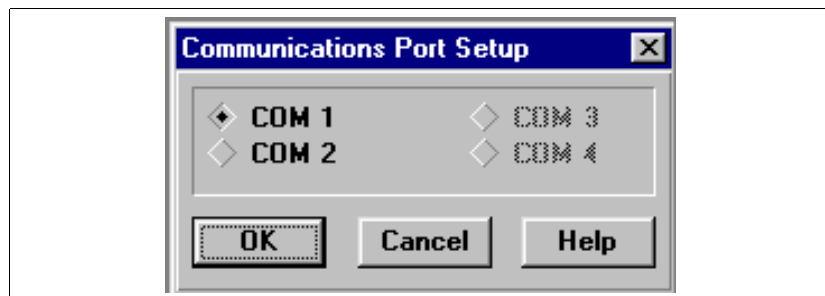 Communications Port Setup
COM 1 COM 3
COM 2 COM 4
OK Cancel Help